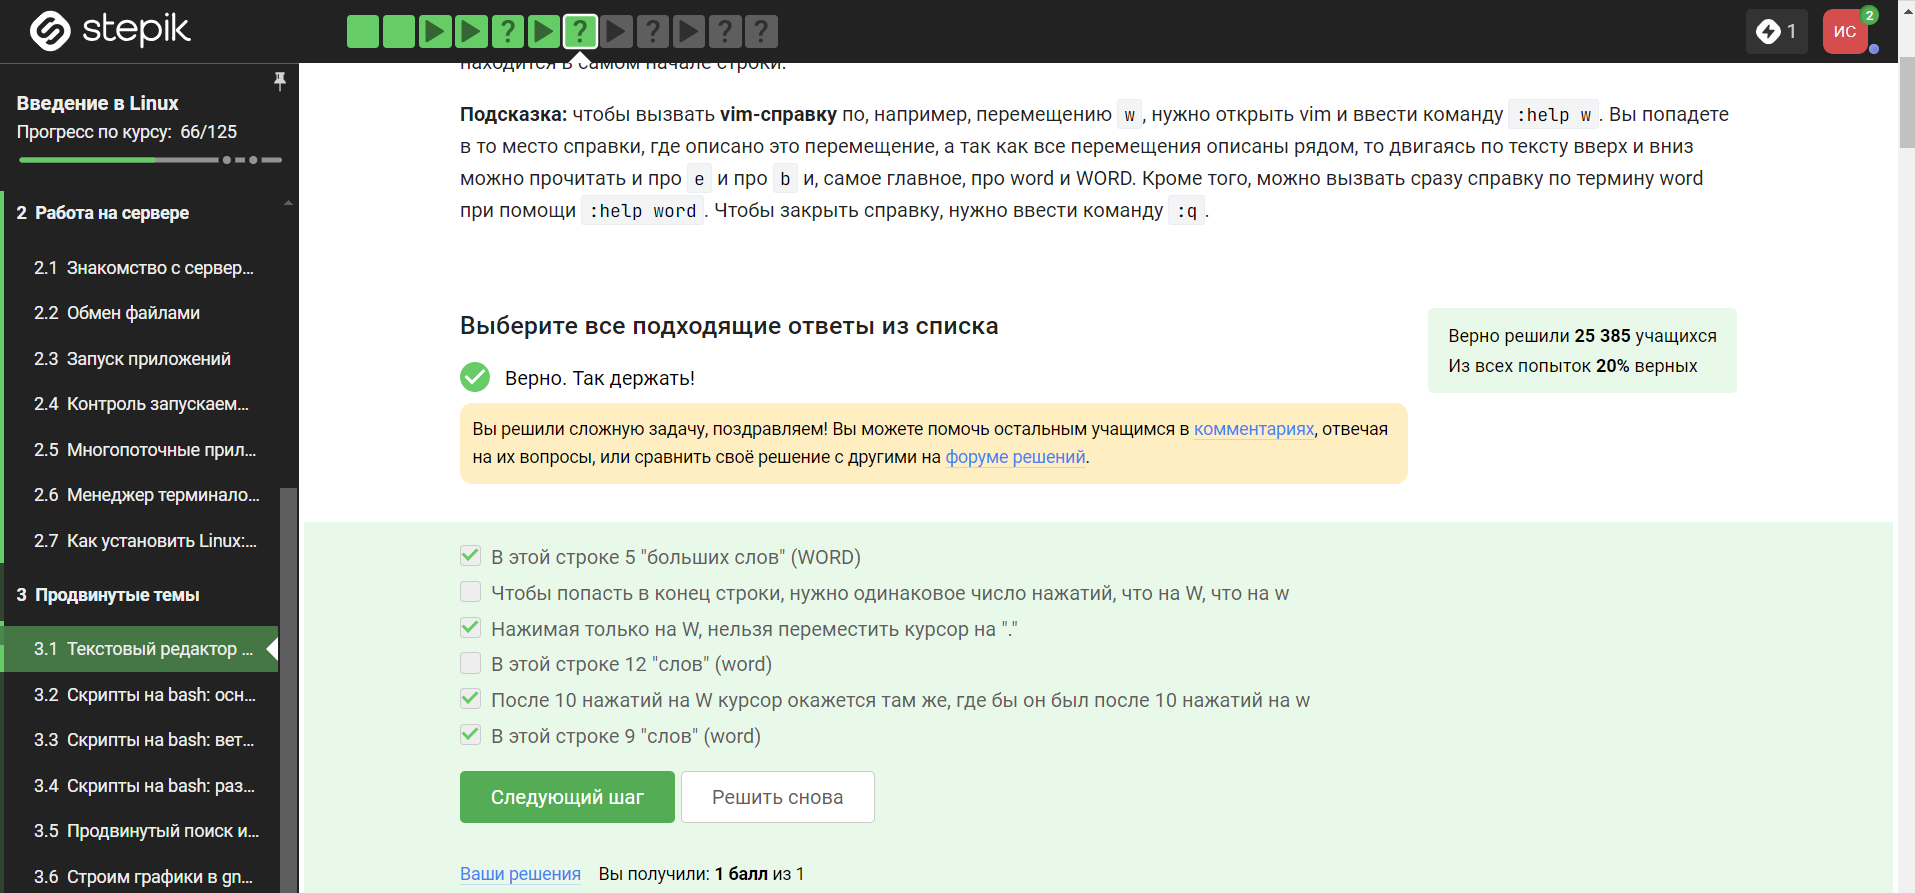 stepik
? ? ? ? ?
1
ИС
2
Введение в Linux
Прогресс по курсу: 66/125
2 Работа на сервере
2.1 Знакомство с сервер...
2.2 Обмен файлами
2.3 Запуск приложений
2.4 Контроль запускаем...
2.5 Многопоточные прил...
2.6 Менеджер терминало...
2.7 Как установить Linux:...
3 Продвинутые темы
3.1 Текстовый редактор ...
3.2 Скрипты на bash: осн...
3.3 Скрипты на bash: вет...
3.4 Скрипты на bash: раз...
3.5 Продвинутый поиск и...
3.6 Строим графики в gn...
находится в самом начале строки.
Подсказка: чтобы вызвать vim-справку по, например, перемещению w , нужно открыть vim и ввести команду :help w . Вы попадете
в то место справки, где описано это перемещение, а так как все перемещения описаны рядом, то двигаясь по тексту вверх и вниз
можно прочитать и про e и про b и, самое главное, про word и WORD. Кроме того, можно вызвать сразу справку по термину word
при помощи :help word . Чтобы закрыть справку, нужно ввести команду :q .
Выберите все подходящие ответы из списка
Верно решили 25 385 учащихся
Из всех попыток 20% верных
Верно. Так держать!
Вы решили сложную задачу, поздравляем! Вы можете помочь остальным учащимся в комментариях, отвечая
на их вопросы, или сравнить своё решение с другими на форуме решений.
В этой строке 5 "больших слов" (WORD)
Чтобы попасть в конец строки, нужно одинаковое число нажатий, что на W, что на w
Нажимая только на W, нельзя переместить курсор на "."
В этой строке 12 "слов" (word)
После 10 нажатий на W курсор окажется там же, где бы он был после 10 нажатий на w
В этой строке 9 "слов" (word)
Следующий шаг
Решить снова
Ваши решения Вы получили: 1 балл из 1